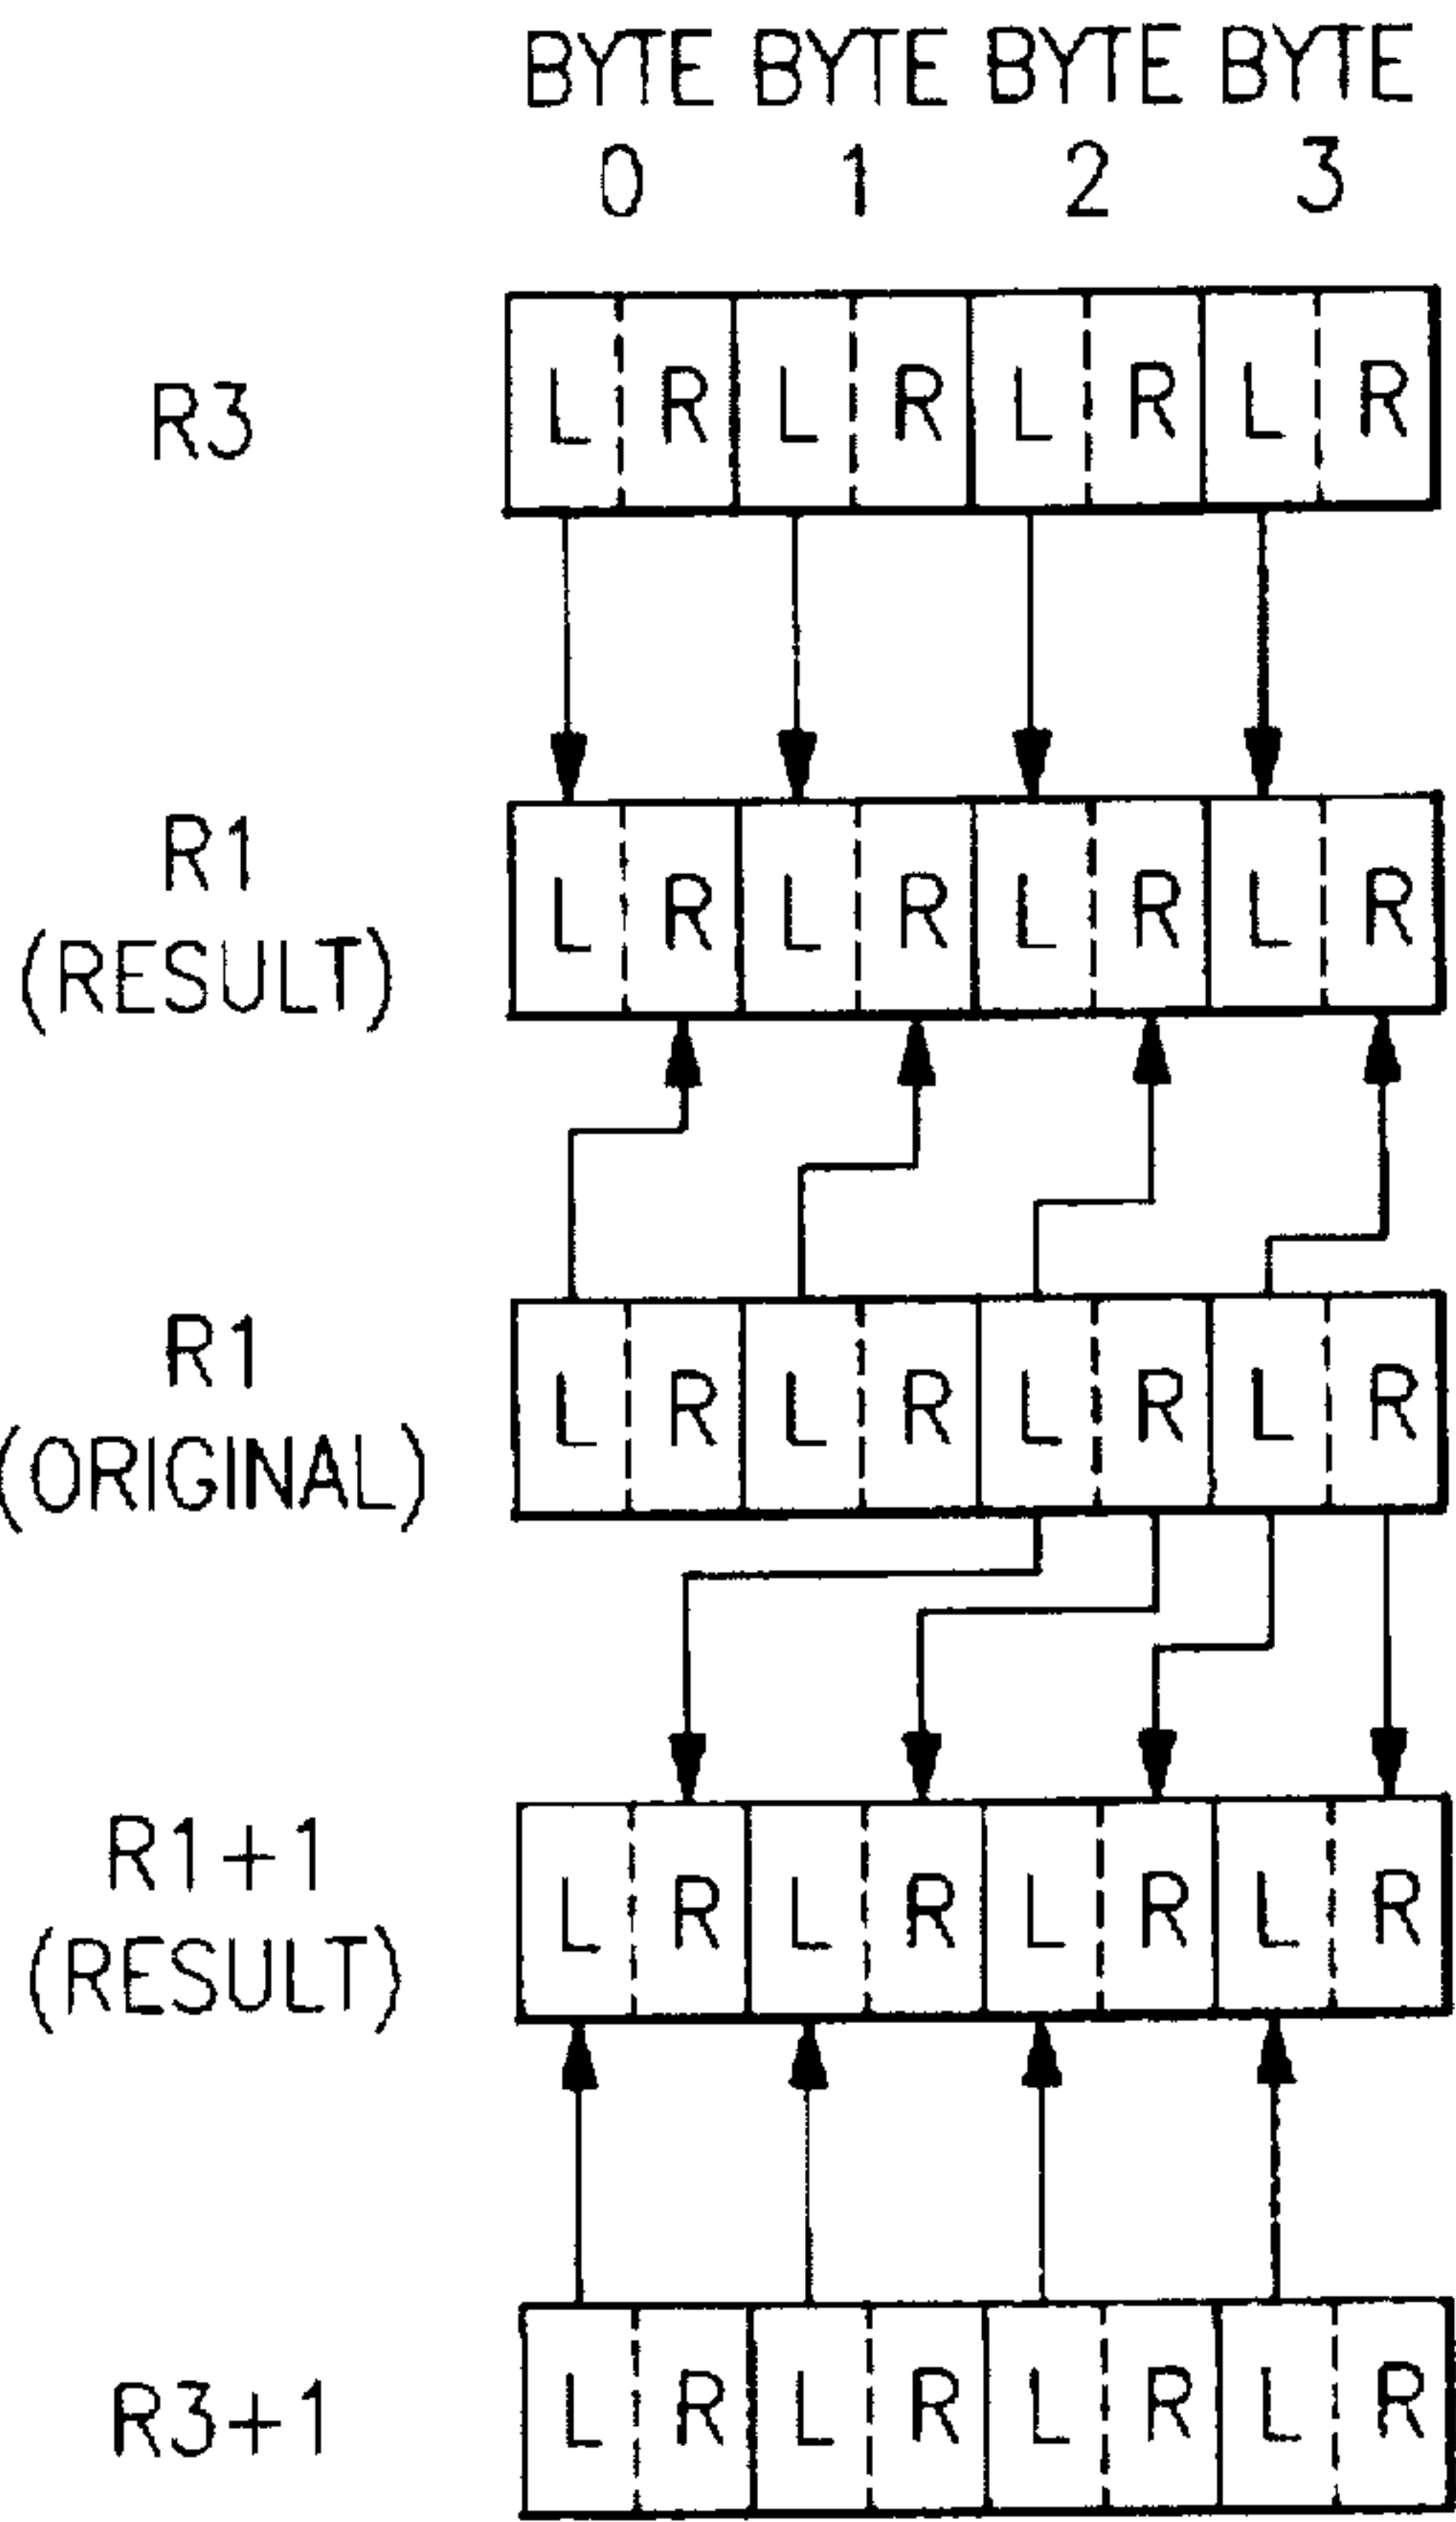 BYTE BYTE BYTE BYTE
0 1 2 3
R3 L R L R L R L R
R1
(RESULT)
L R L R L R L R
R1
(ORIGINAL)
L R L R L R L R
R1+1
(RESULT)
L R L R L R L R
R3+1 L R L R L R L R